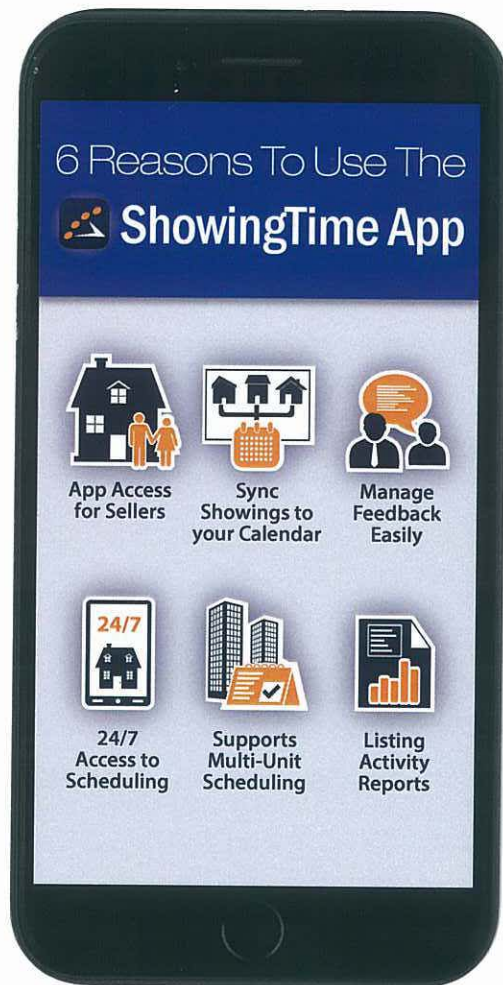 6 Reasons To Use The
ShowingTime App
App Access
for Sellers
Sync
Showings to
your Calendar
Manage
Feedback
Easily
24/7
24/7
Access to
Scheduling
Supports
Multi-Unit
Scheduling
Listing
Activity
Reports